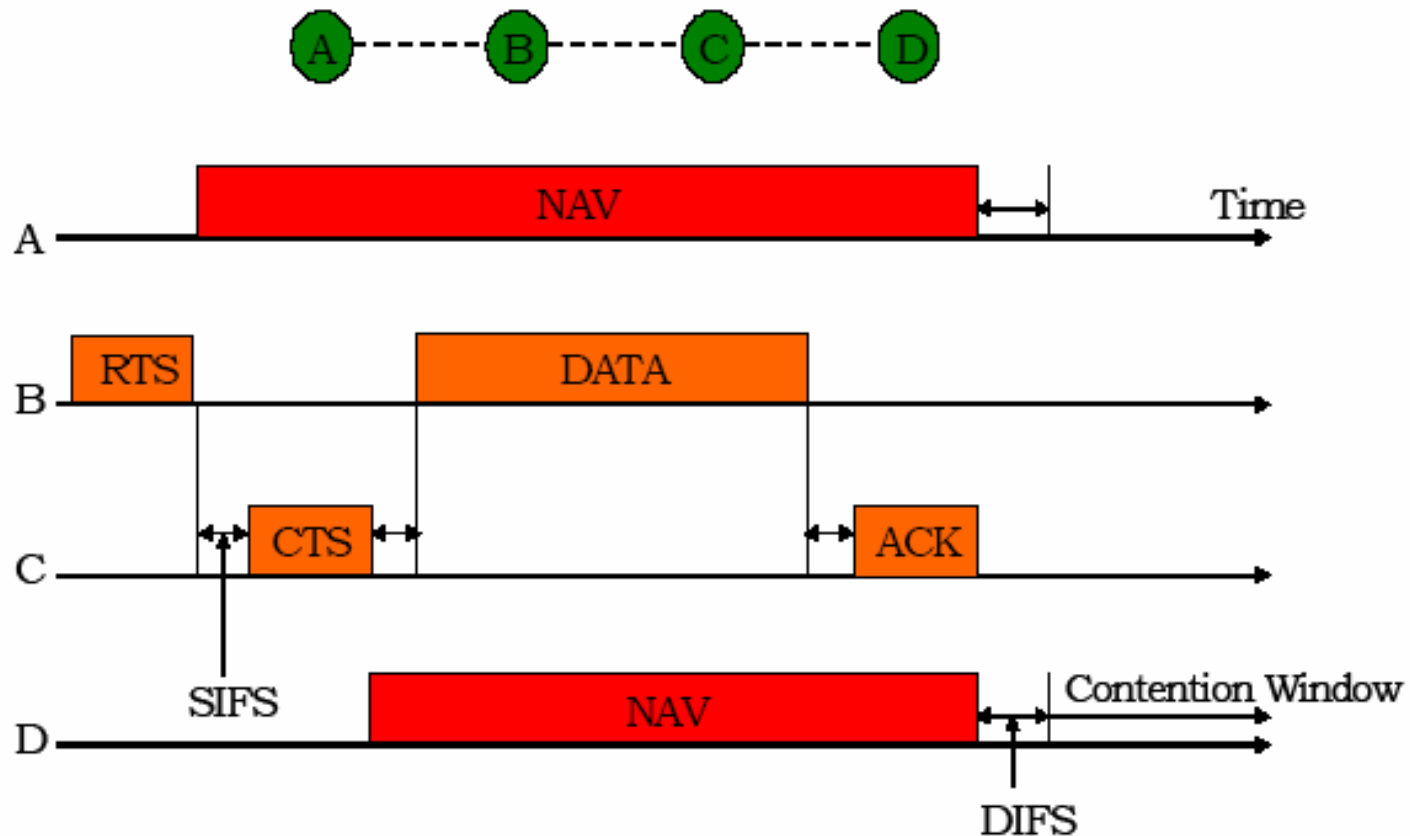 A B C D
NAV
Time
A
RTS
DATA
B
CTS
ACK
C
SIFS
NAV
Contention Window
D
DIFS